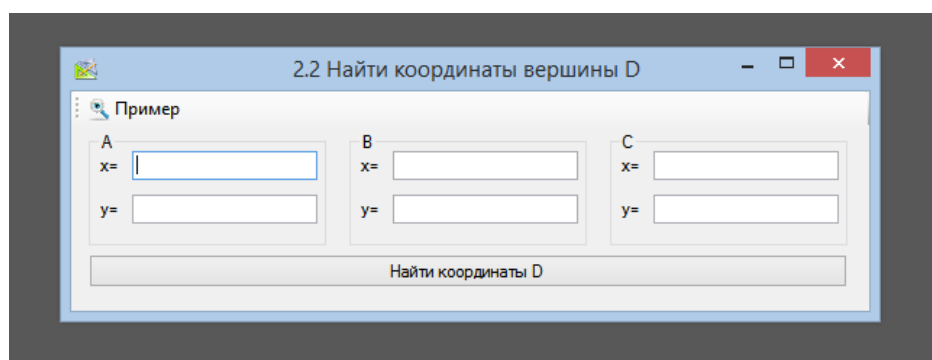 2.2 Найти координаты вершины D
Пример
A B C
x= x= x=
y= y= y=
Найти координаты D